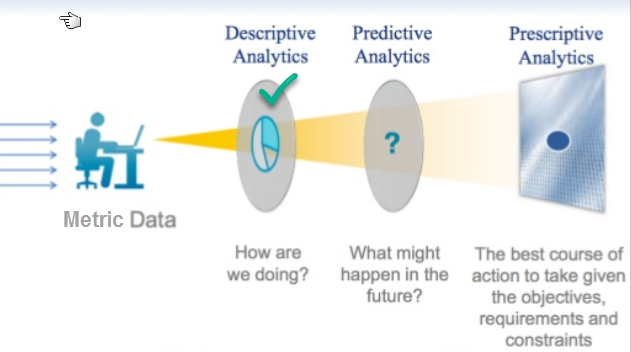 Descriptive
Analytics
Predictive
Analytics
Prescriptive
Analytics
?
Metric Data
How are
we doing?
What might
happen in the
future?
The best course of
action to take given
the objectives,
requirements and
constraints